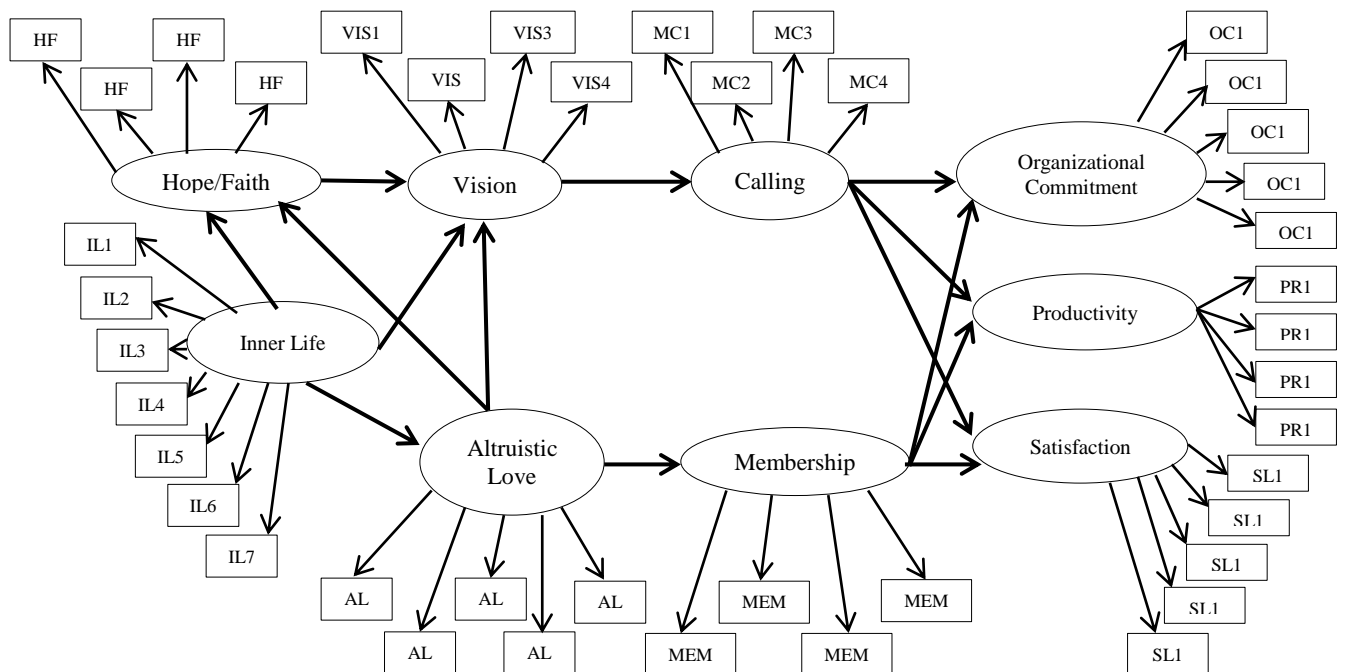 HF
HF
HF
HF
VIS1
VIS
VIS3
VIS4
MC1
MC2
MC3
MC4
OC1
OC1
OC1
OC1
OC1
Hope/Faith
Vision
Calling
Organizational
Commitment
IL1
IL2
IL3
IL4
IL5
IL6
IL7
Inner Life
Productivity
PR1
PR1
PR1
PR1
Altruistic
Love
Membership
Satisfaction
SL1
SL1
SL1
SL1
SL1
AL
AL
AL
AL
AL
MEM
MEM
MEM
MEM